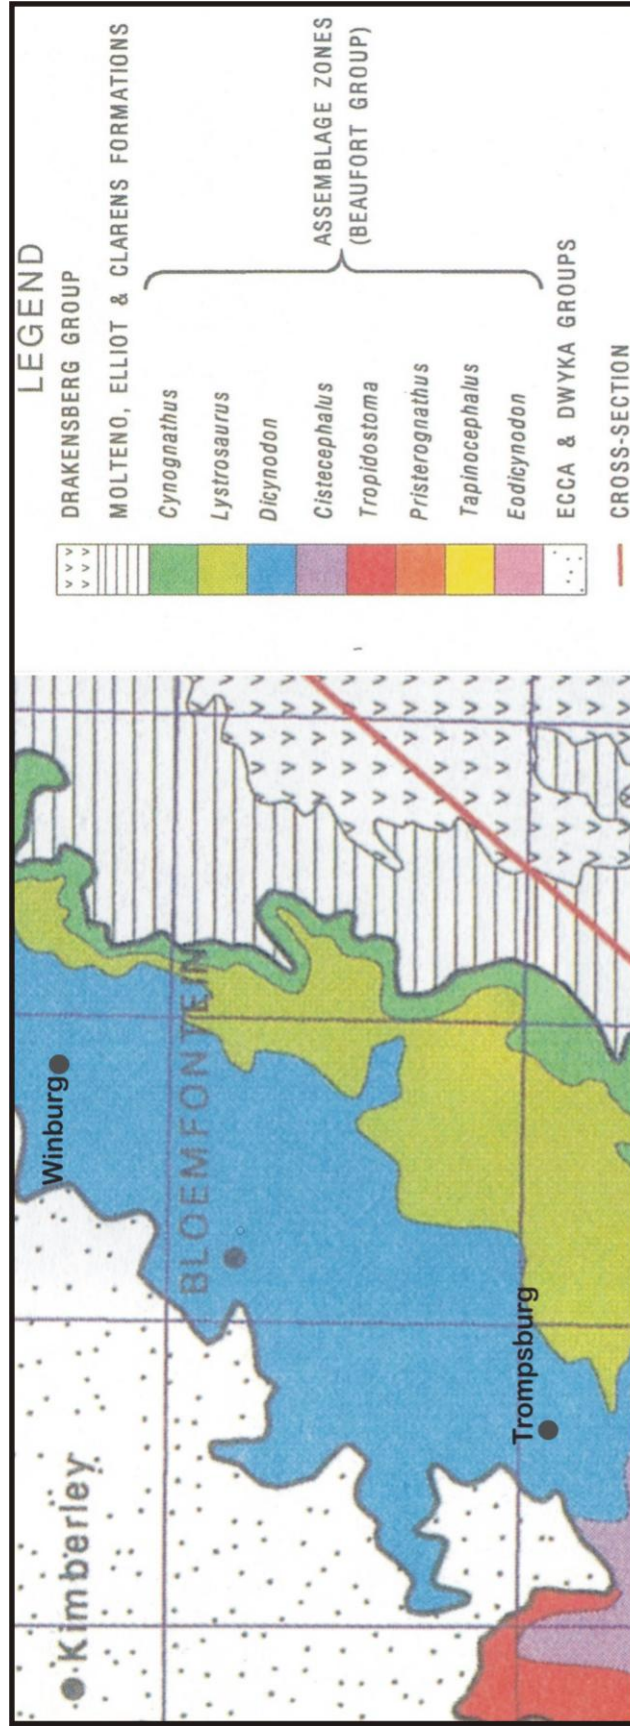 LEGEND
DRAKENSBERG GROUP
MOLTENO, ELLIOT & CLARENS FORMATIONS
Cynognathus
Lystrosaurus
Dicynodon
Cistecephalus
Tropidostoma
Pristerognathus
Tapinocephalus
Eodicynodon
ASSEMBLAGE ZONES
(BEAUFORT GROUP)
ECCA & DWYKA GROUPS
CROSS-SECTION
Winburg
BLOEMFONTEIN
Kimberley
Trompsburg